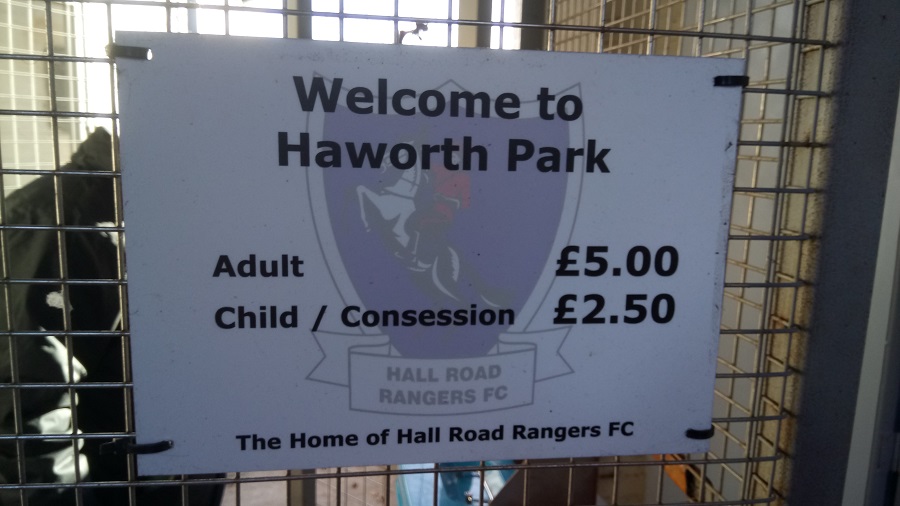 Welcome to
Haworth Park
Adult £5.00
Child / Consession £2.50
HALL ROAD
RANGERS FC
The Home of Hall Road Rangers FC